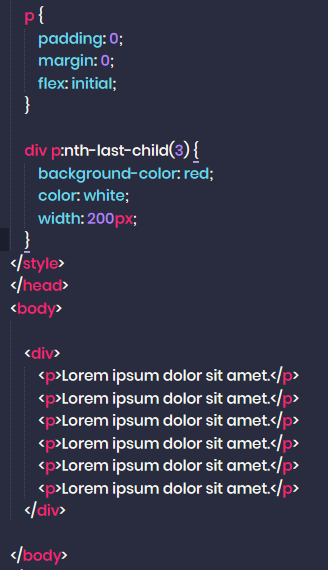 p {
padding: 0;
margin: 0;
flex: initial;
}
div p:nth-last-child(3) {
background-color: red;
color: white;
width: 200px;
}
</style>
</head>
<body>
<div>
<p>Lorem ipsum dolor sit amet.</p>
<p>Lorem ipsum dolor sit amet.</p>
<p>Lorem ipsum dolor sit amet.</p>
<p>Lorem ipsum dolor sit amet.</p>
<p>Lorem ipsum dolor sit amet.</p>
<p>Lorem ipsum dolor sit amet.</p>
</div>
</body>